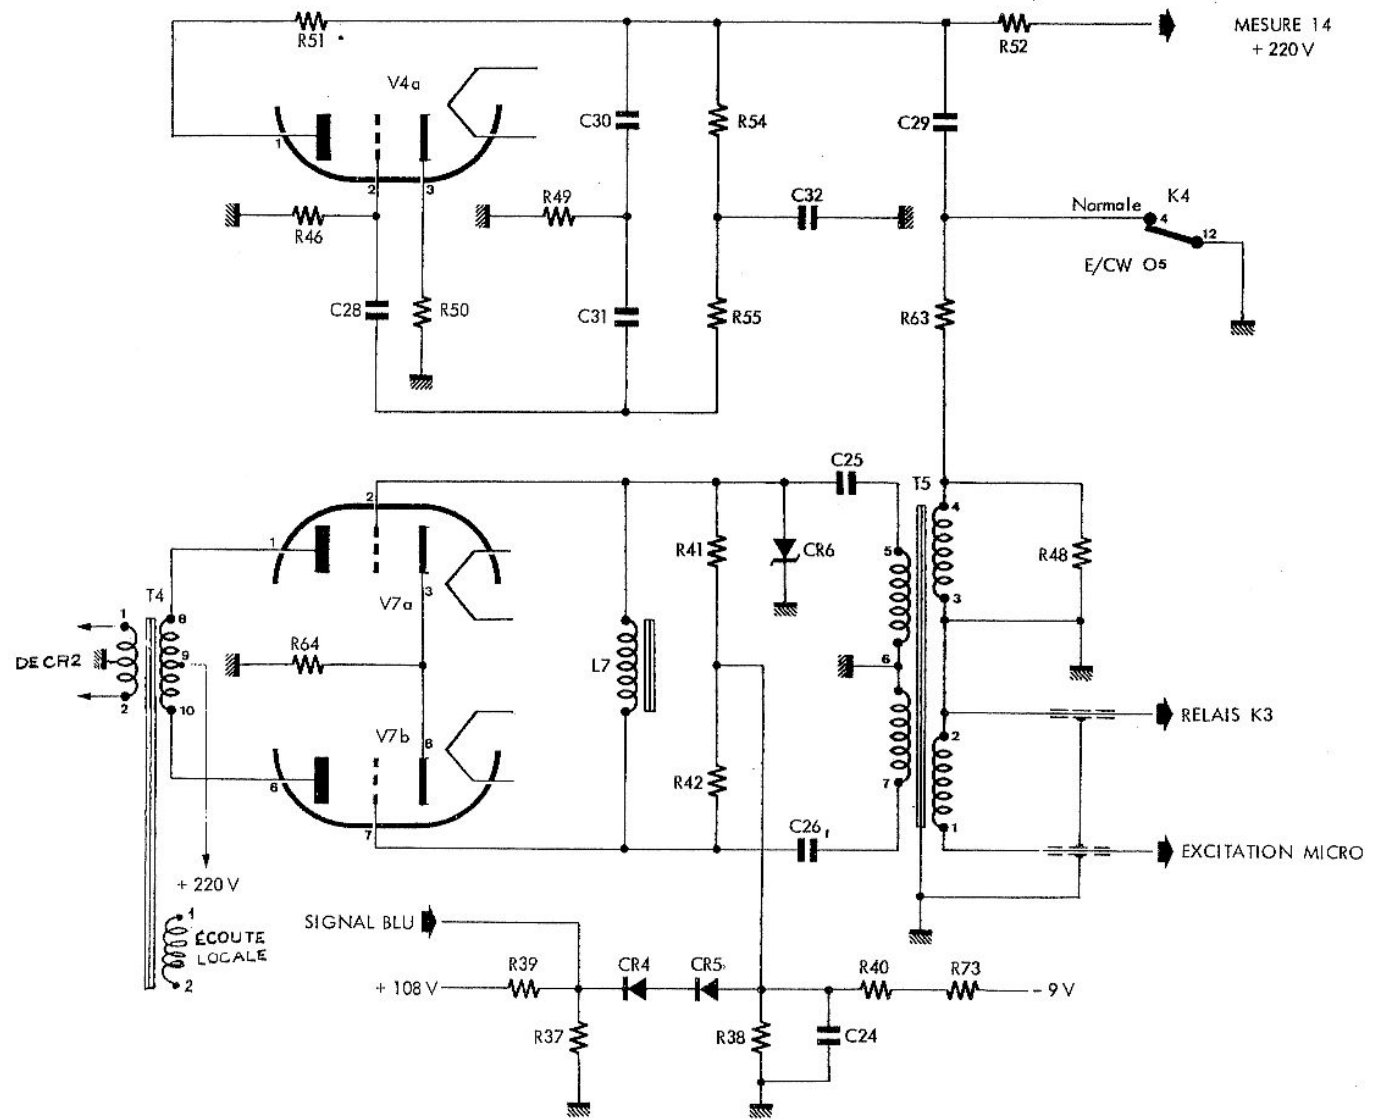 R51
R52
MESURE 14
+ 220 V
V4a
C30
R54
C29
1
2
3
R49
C32
Normale
K4
4
12
R46
E/CW O5
C28
R50
C31
R55
R63
C25
T5
2
4
1
R41
CR6
5
R48
3
3
V7a
T4
1
8
R64
DE CR2
9
L7
6
2
10
RELAIS K3
V7b
8
2
6
R42
7
7
C26
1
EXCITATION MICRO
+ 220 V
1
ÉCOUTE
LOCALE
2
SIGNAL BLU
R39
CR4
CR5
R40
R73
+ 108 V
- 9 V
R37
R38
C24